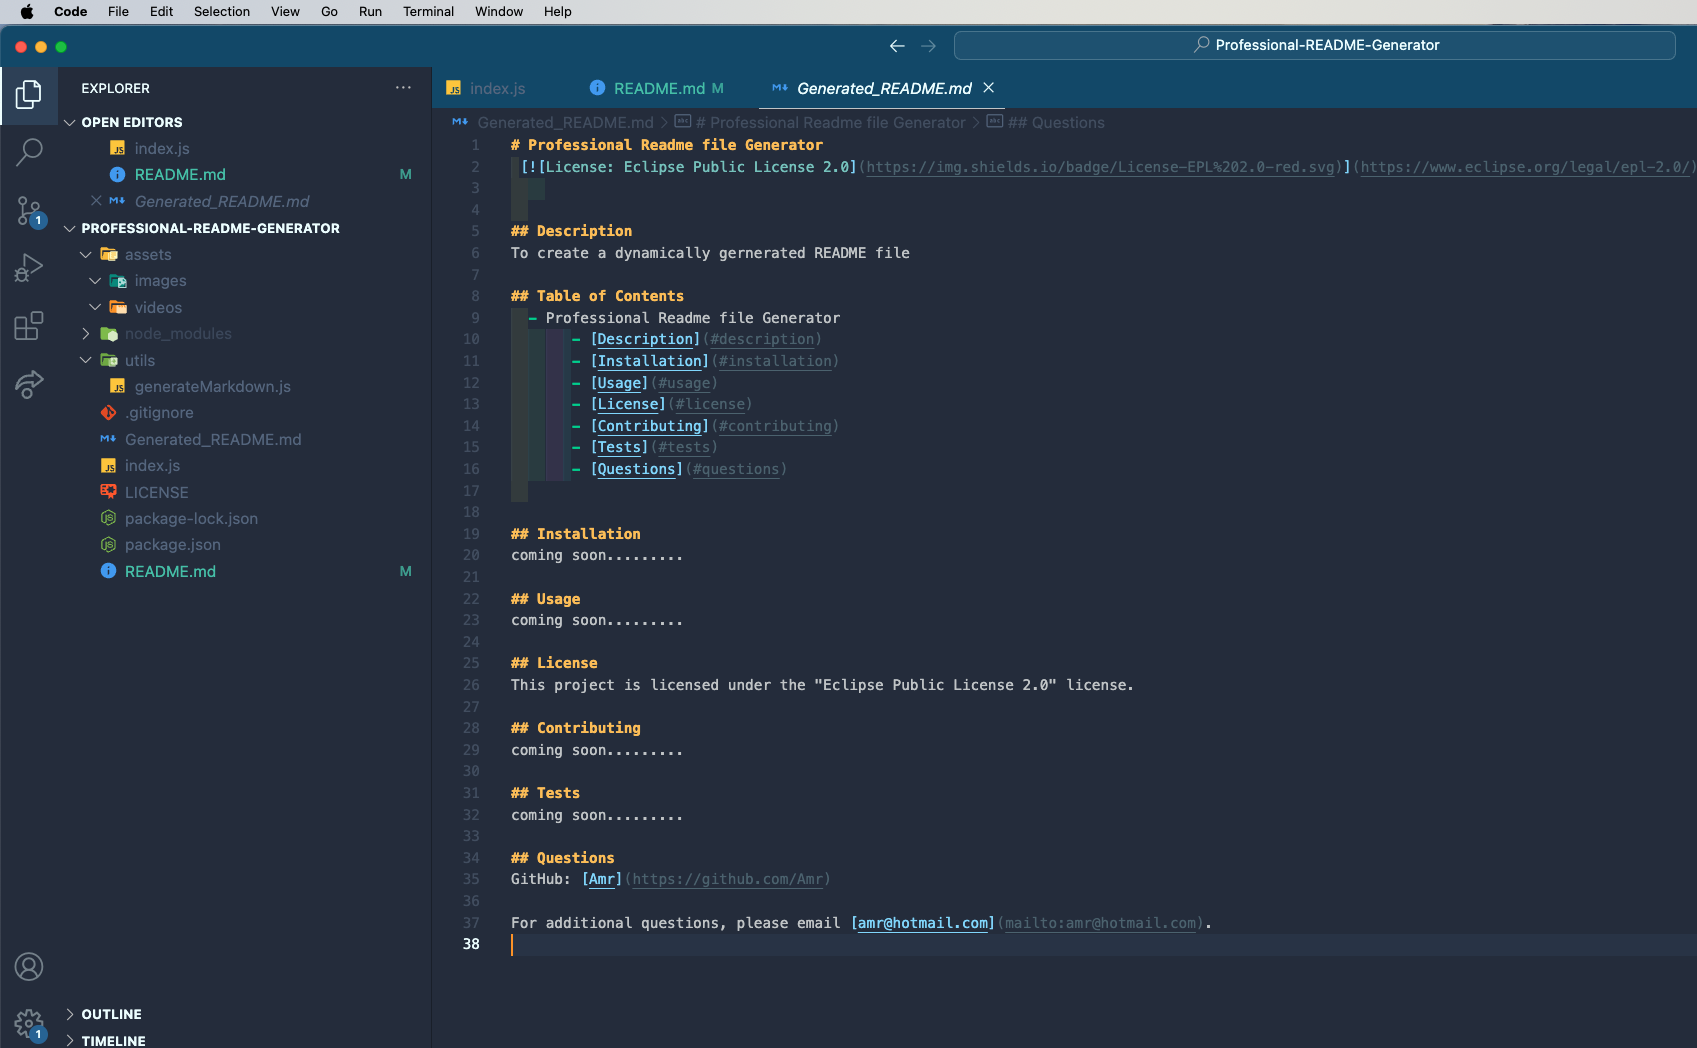 Code File Edit Selection View Go Run Terminal Window Help
Professional-README-Generator
EXPLORER
OPEN EDITORS
index.js
README.md M
Generated_README.md
PROFESSIONAL-README-GENERATOR
assets
images
videos
node_modules
utils
generateMarkdown.js
.gitignore
Generated_README.md
index.js
LICENSE
package-lock.json
package.json
README.md M
OUTLINE
TIMELINE
1
1
index.js README.md M Generated_README.md
Generated_README.md > # Professional Readme file Generator > ## Questions
1 # Professional Readme file Generator
2 [![License: Eclipse Public License 2.0](https://img.shields.io/badge/License-EPL%202.0-red.svg)](https://www.eclipse.org/legal/epl-2.0/)
3
4
5 ## Description
6 To create a dynamically gernerated README file
7
8 ## Table of Contents
9 - Professional Readme file Generator
10 - [Description](#description)
11 - [Installation](#installation)
12 - [Usage](#usage)
13 - [License](#license)
14 - [Contributing](#contributing)
15 - [Tests](#tests)
16 - [Questions](#questions)
17
18
19 ## Installation
20 coming soon.........
21
22 ## Usage
23 coming soon.........
24
25 ## License
26 This project is licensed under the "Eclipse Public License 2.0" license.
27
28 ## Contributing
29 coming soon.........
30
31 ## Tests
32 coming soon.........
33
34 ## Questions
35 GitHub: [Amr](https://github.com/Amr)
36
37 For additional questions, please email [amr@hotmail.com](mailto:amr@hotmail.com).
38